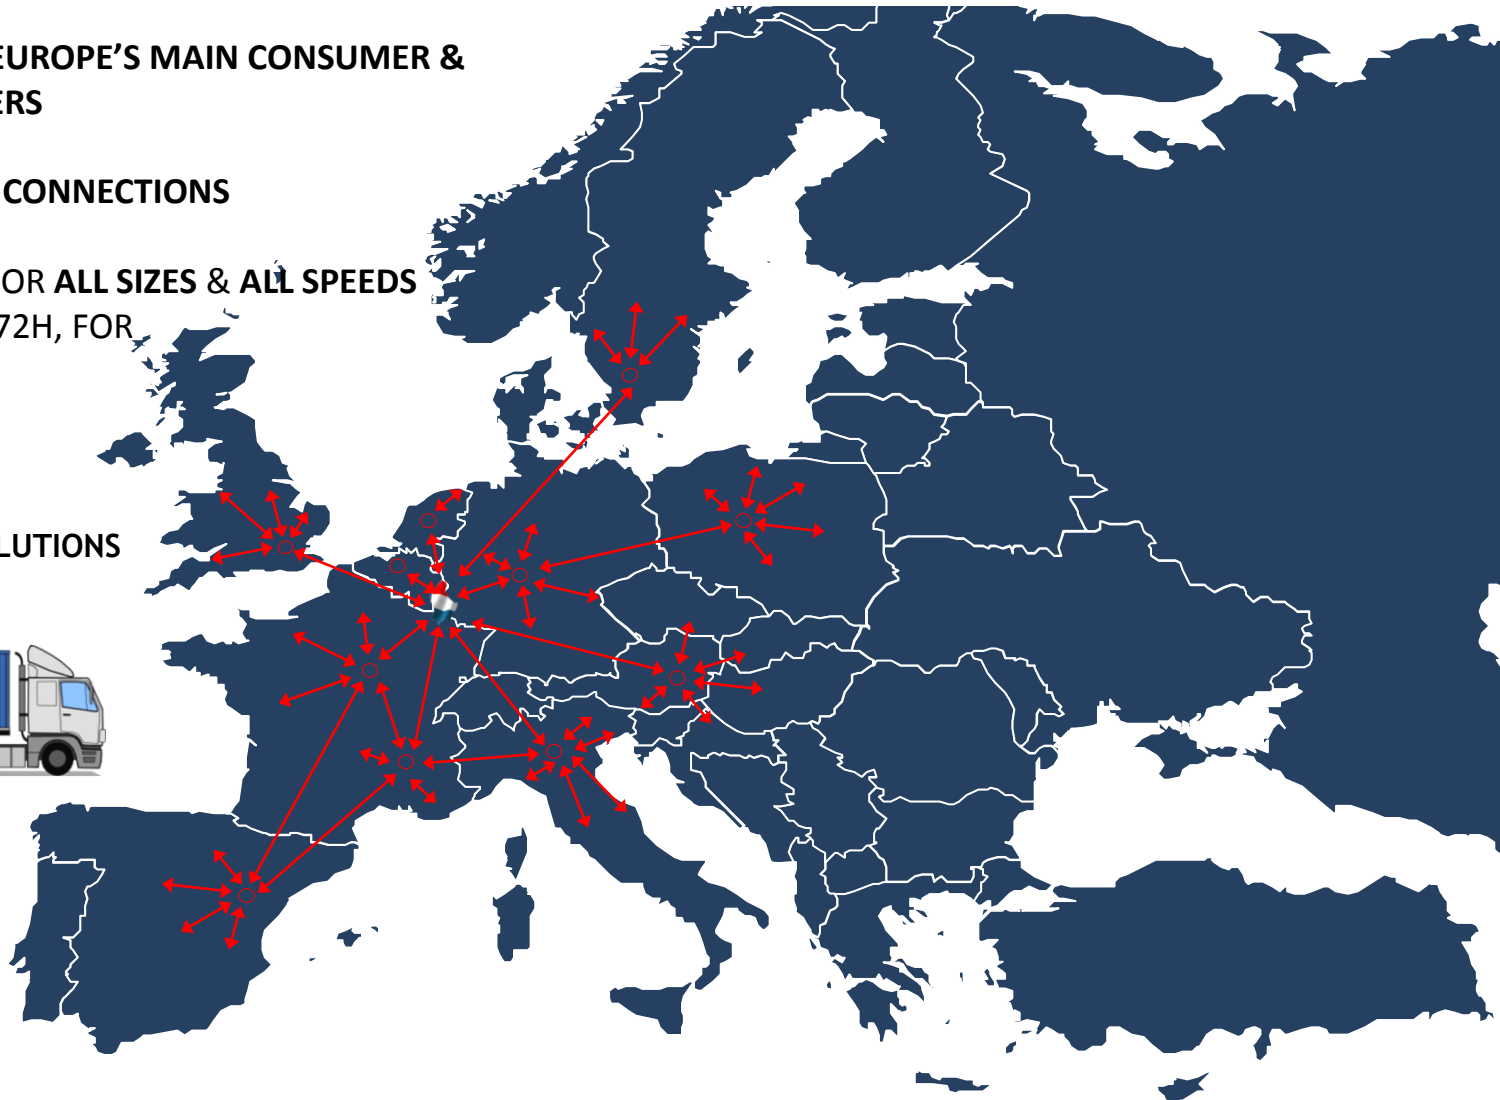 EUROPE’S MAIN CONSUMER &
ERS
CONNECTIONS
OR ALL SIZES & ALL SPEEDS
72H, FOR
LUTIONS